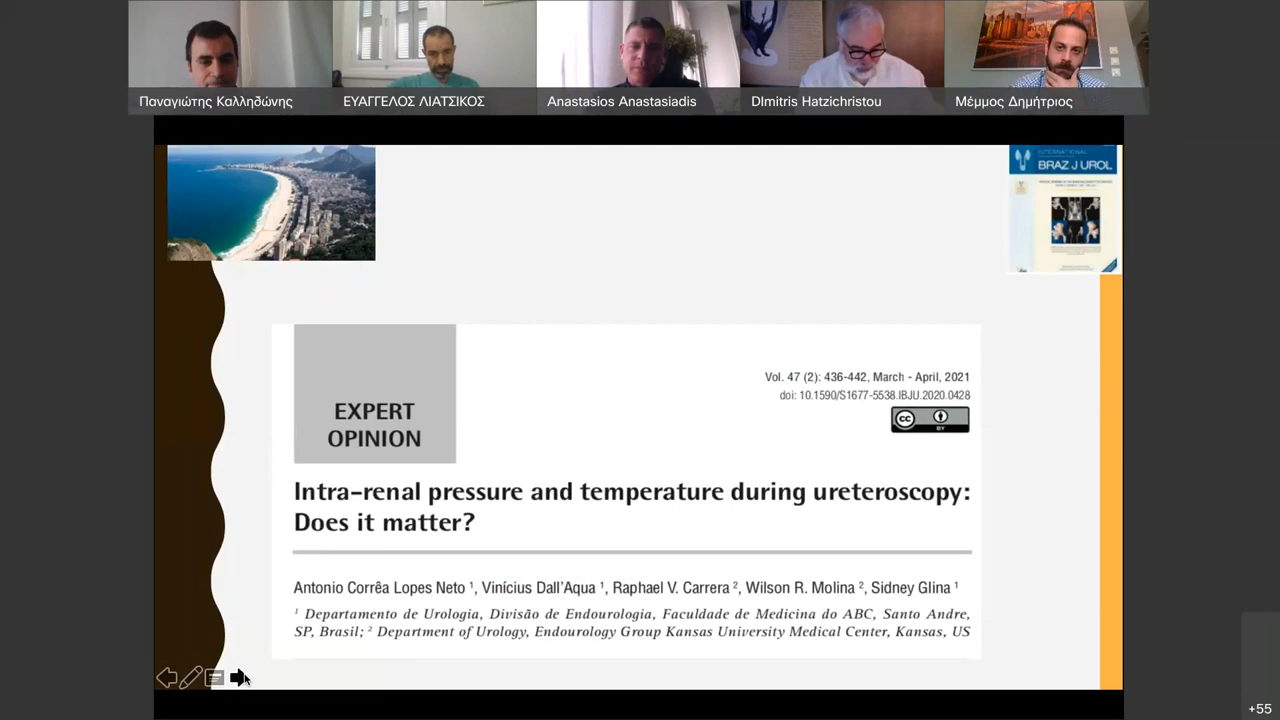 Παναγιώτης Καλληδώνης
ΕΥΑΓΓΕΛΟΣ ΛΙΑΤΣΙΚΟΣ
Anastasios Anastasiadis
DImitris Hatzichristou
Μέμμος Δημήτριος
INTERNATIONAL
BRAZ J UROL
EXPERT
OPINION
Vol. 47 (2): 436-442, March - April, 2021
doi: 10.1590/S1677-5538.IBJU.2020.0428
cc
BY
Intra-renal pressure and temperature during ureteroscopy:
Does it matter?
Antonio Corrêa Lopes Neto ¹, Vinícius Dall’Aqua ¹, Raphael V. Carrera ², Wilson R. Molina ², Sidney Glina ¹
¹ Departamento de Urologia, Divisão de Endourologia, Faculdade de Medicina do ABC, Santo Andre,
SP, Brasil; ² Department of Urology, Endourology Group Kansas University Medical Center, Kansas, US
+55